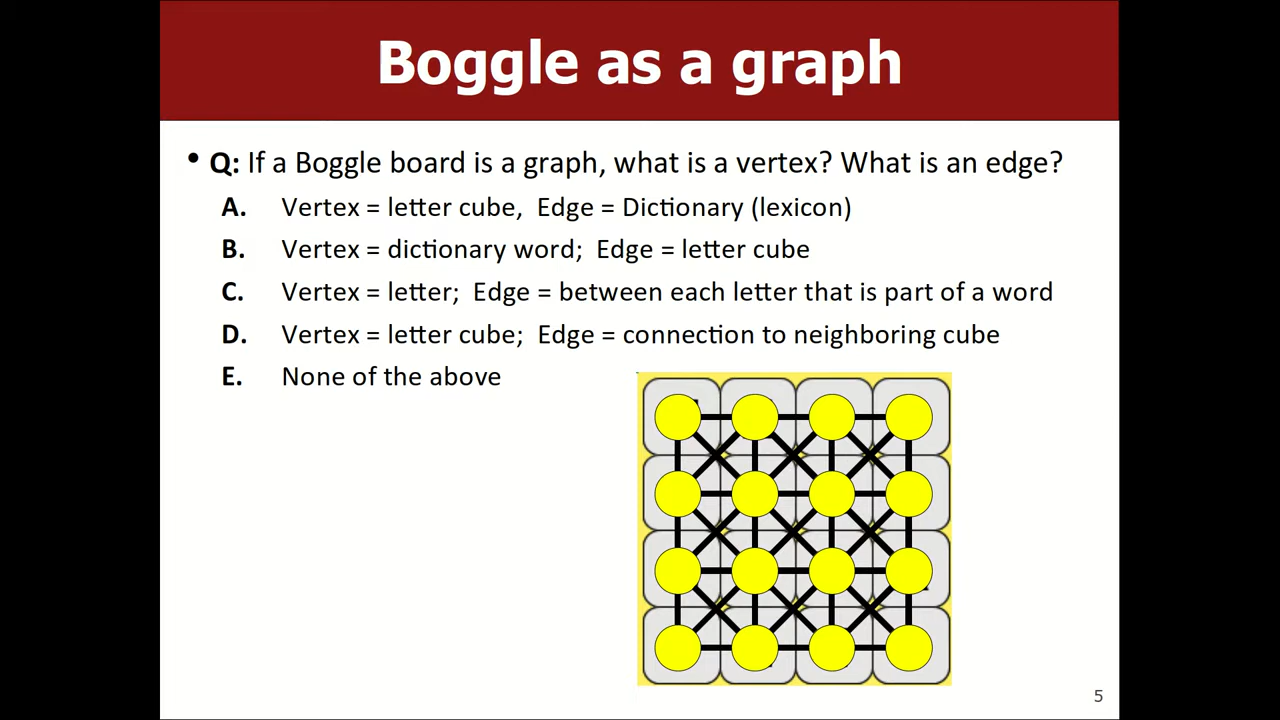 Boggle as a graph
• Q: If a Boggle board is a graph, what is a vertex? What is an edge?
A. Vertex = letter cube, Edge = Dictionary (lexicon)
B. Vertex = dictionary word; Edge = letter cube
C. Vertex = letter; Edge = between each letter that is part of a word
D. Vertex = letter cube; Edge = connection to neighboring cube
E. None of the above
5